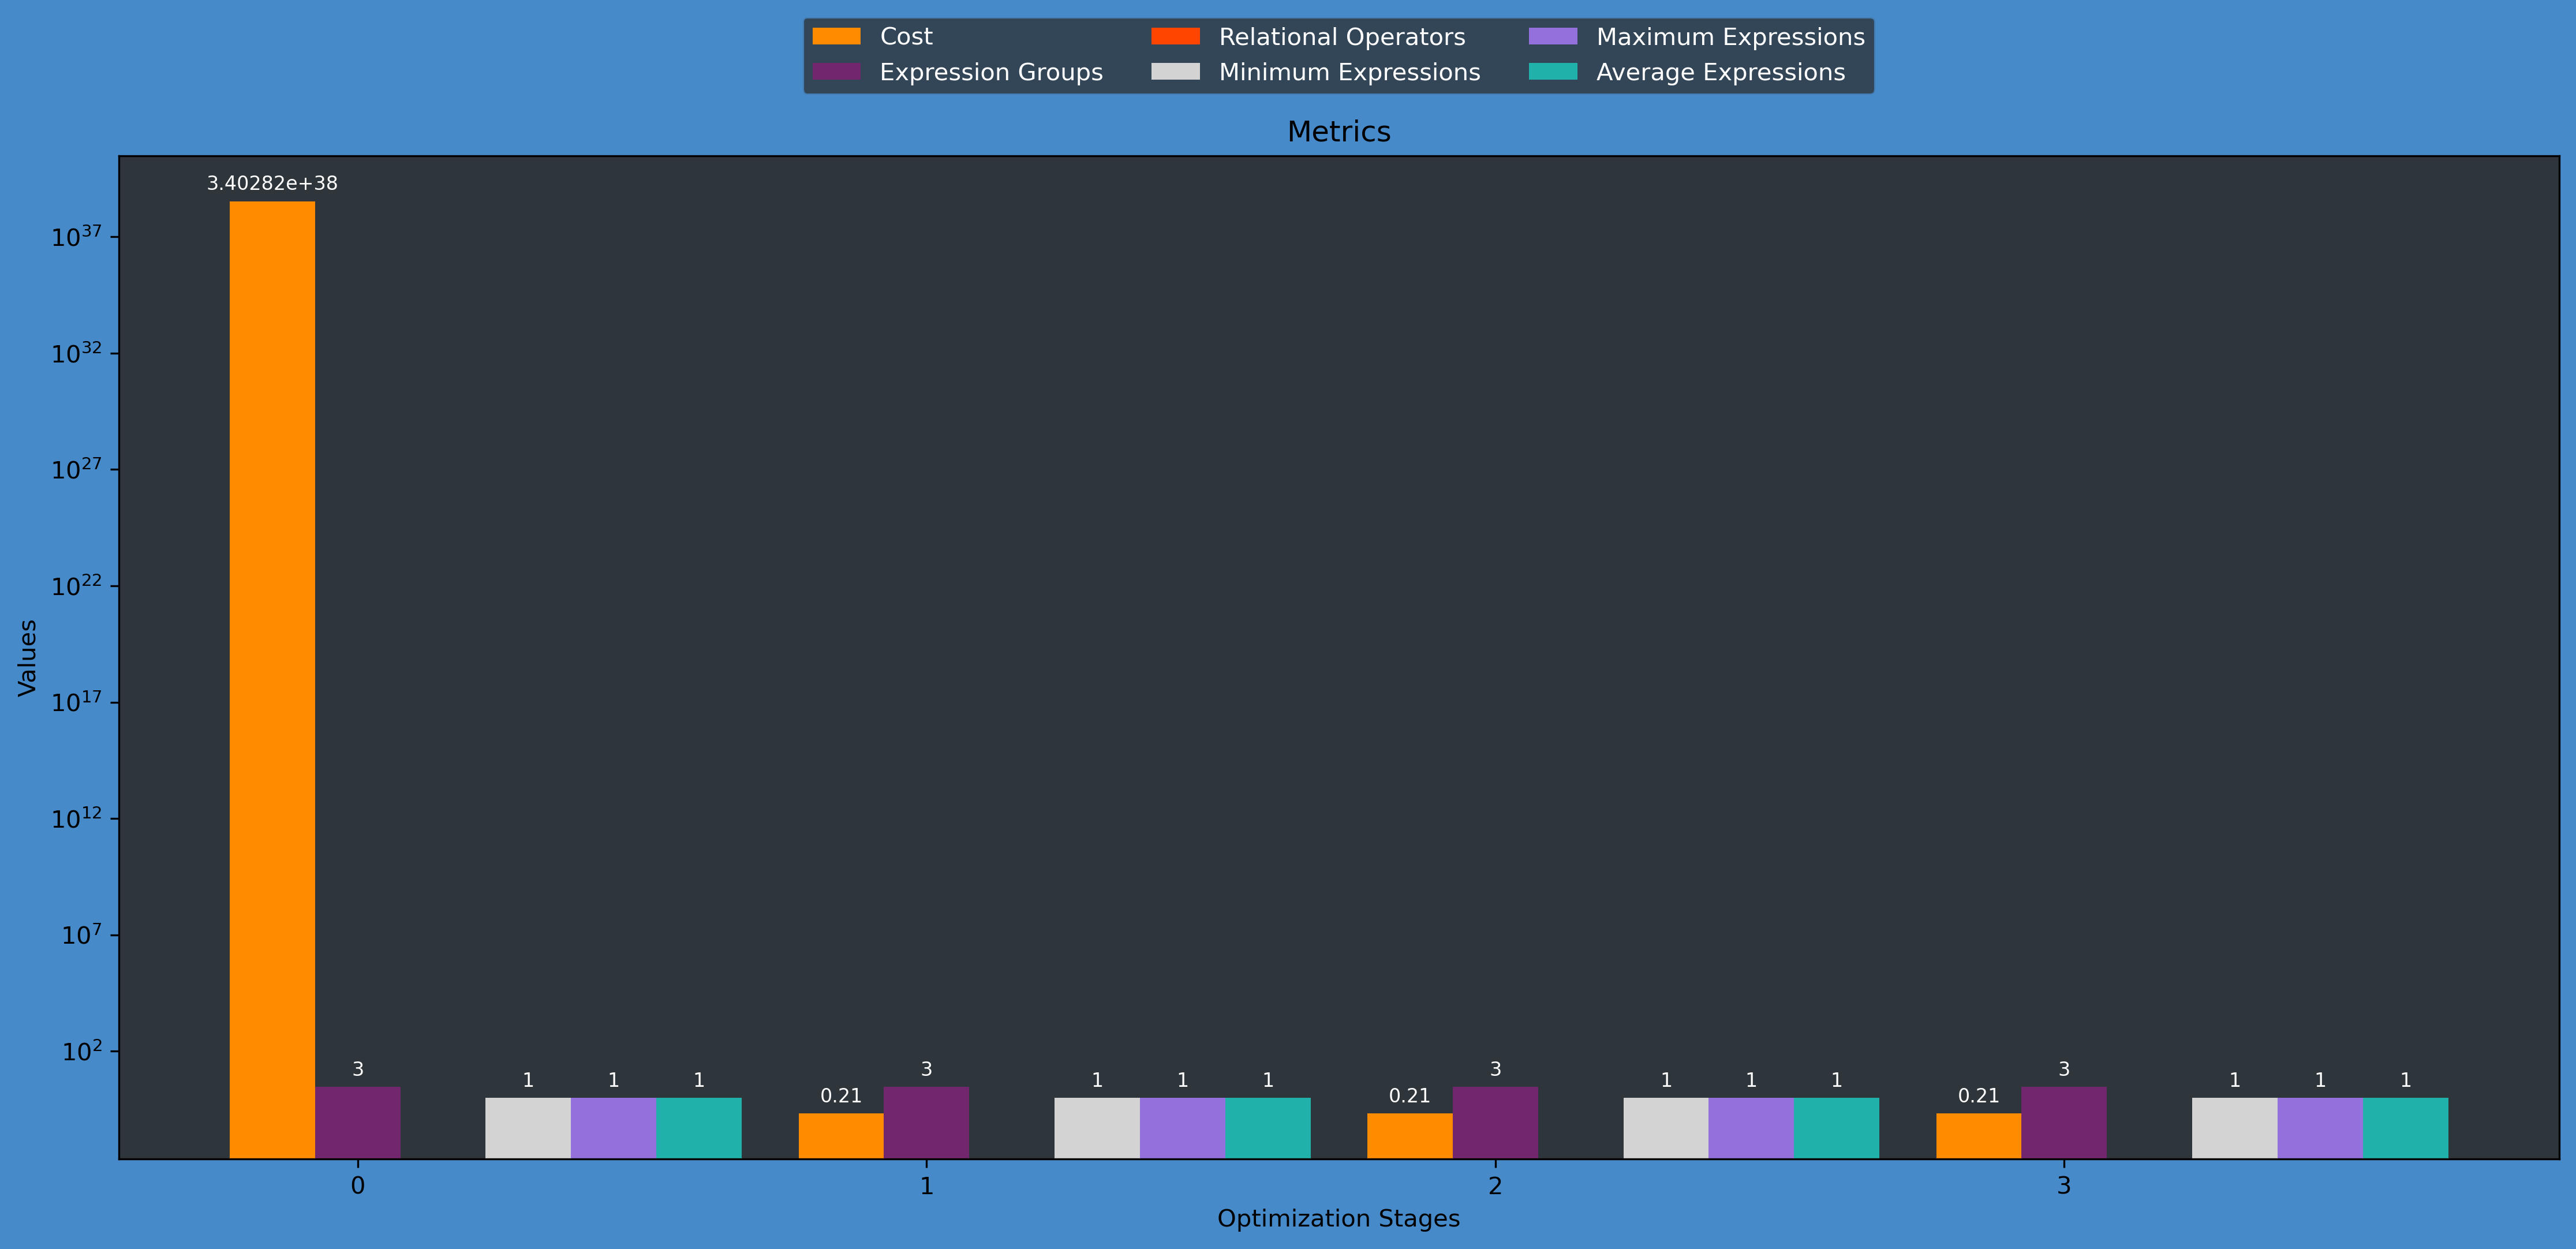 Cost Relational Operators Maximum Expressions
Expression Groups Minimum Expressions Average Expressions
Metrics
3.40282e+38
10^37
10^32
10^27
10^22
10^17
10^12
10^7
10^2
Values
3 1 1 1 0.21 3 1 1 1 0.21 3 1 1 1 0.21 3 1 1 1
0 1 2 3
Optimization Stages